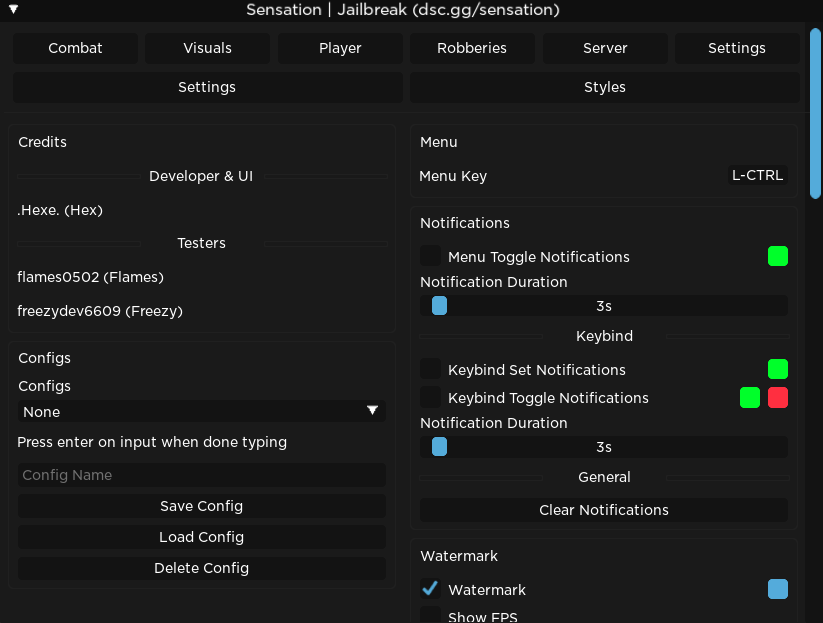 Sensation | Jailbreak (dsc.gg/sensation)
Combat
Visuals
Player
Robberies
Server
Settings
Settings
Styles
Credits
Developer & UI
.Hexe. (Hex)
Testers
flames0502 (Flames)
freezydev6609 (Freezy)
Configs
Configs
None
Press enter on input when done typing
Config Name
Save Config
Load Config
Delete Config
Menu
Menu Key L-CTRL
Notifications
Menu Toggle Notifications
Notification Duration
3s
Keybind
Keybind Set Notifications
Keybind Toggle Notifications
Notification Duration
3s
General
Clear Notifications
Watermark
Watermark
Show FPS